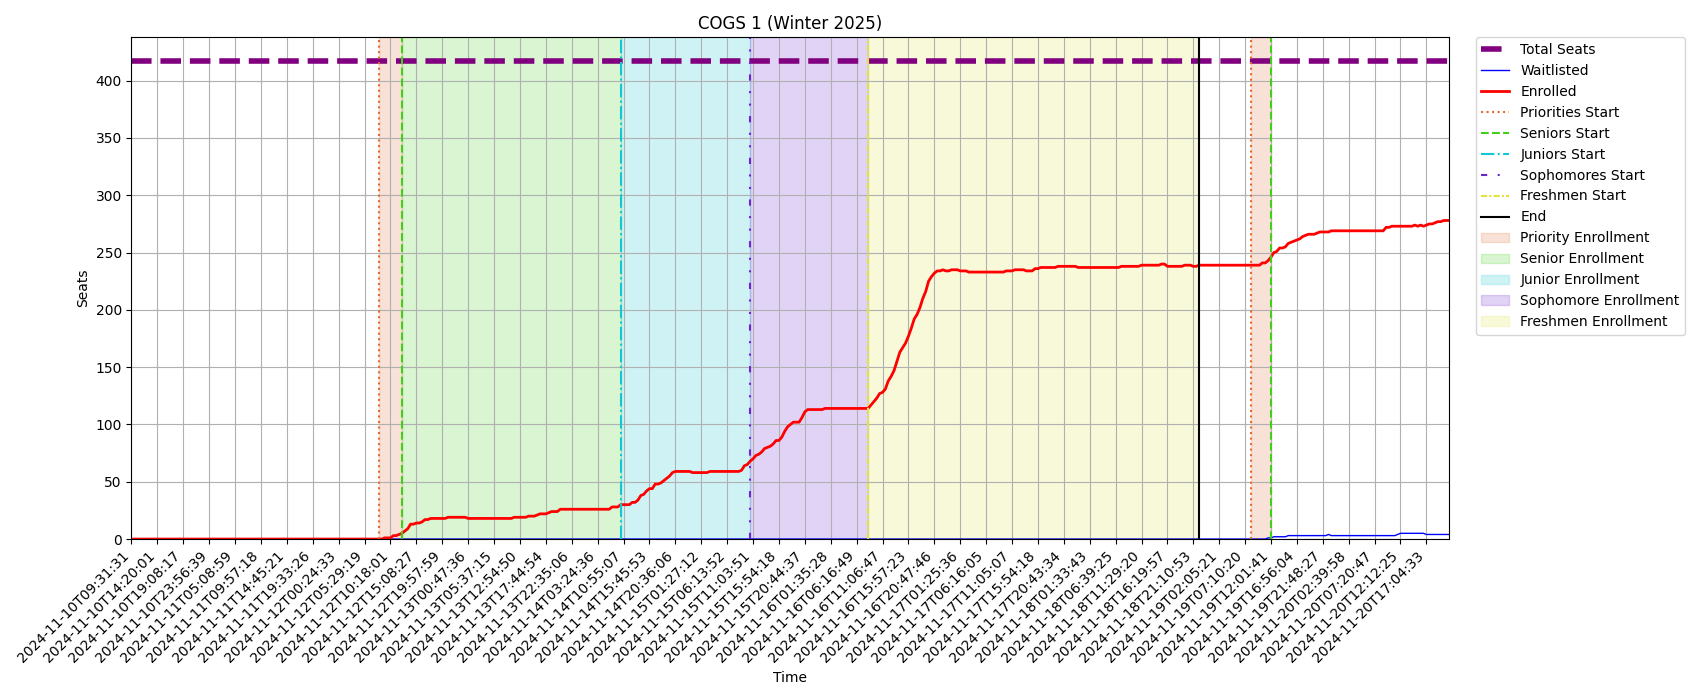 COGS 1 (Winter 2025)
Seats
400
350
300
250
200
150
100
50
0
2024-11-10T09:31:31
2024-11-10T14:20:01
2024-11-10T19:08:17
2024-11-10T23:56:39
2024-11-11T05:08:59
2024-11-11T09:57:18
2024-11-11T14:45:21
2024-11-11T19:33:26
2024-11-12T00:24:33
2024-11-12T05:29:19
2024-11-12T10:18:01
2024-11-12T15:08:27
2024-11-12T19:57:59
2024-11-13T00:47:36
2024-11-13T05:37:15
2024-11-13T12:54:50
2024-11-13T17:44:54
2024-11-13T22:35:06
2024-11-14T03:24:36
2024-11-14T10:55:07
2024-11-14T15:45:53
2024-11-14T20:36:06
2024-11-15T01:27:12
2024-11-15T06:13:52
2024-11-15T11:03:51
2024-11-15T15:54:18
2024-11-15T20:44:37
2024-11-16T01:35:28
2024-11-16T06:16:49
2024-11-16T11:06:47
2024-11-16T15:57:23
2024-11-16T20:47:46
2024-11-17T01:25:36
2024-11-17T06:16:05
2024-11-17T11:05:07
2024-11-17T15:54:18
2024-11-17T20:43:34
2024-11-18T01:33:43
2024-11-18T06:39:25
2024-11-18T11:29:20
2024-11-18T16:19:57
2024-11-18T21:10:53
2024-11-19T02:05:21
2024-11-19T07:10:20
2024-11-19T12:01:41
2024-11-19T16:56:04
2024-11-19T21:48:27
2024-11-20T02:39:58
2024-11-20T07:20:47
2024-11-20T12:12:25
2024-11-20T17:04:33
Time
Total Seats
Waitlisted
Enrolled
Priorities Start
Seniors Start
Juniors Start
Sophomores Start
Freshmen Start
End
Priority Enrollment
Senior Enrollment
Junior Enrollment
Sophomore Enrollment
Freshmen Enrollment